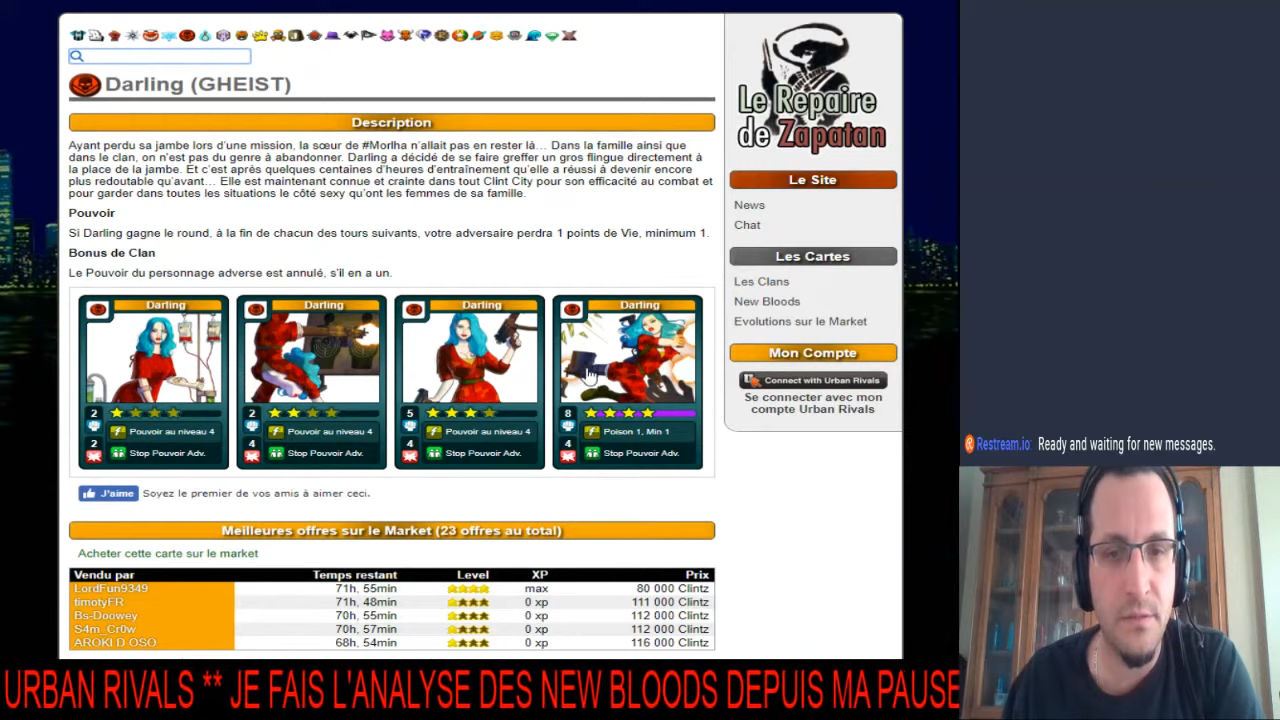 Darling (GHEIST)
Description
Ayant perdu sa jambe lors d'une mission, la sœur de #Morlha n'allait pas en rester là… Dans la famille ainsi que
dans le clan, on n'est pas du genre à abandonner. Darling a décidé de se faire greffer un gros flingue directement à
la place de la jambe. Et c'est après quelques centaines d'heures d'entraînement qu'elle a réussi à devenir encore
plus redoutable qu'avant… Elle est maintenant connue et crainte dans tout Clint City pour son efficacité au combat et
pour garder dans toutes les situations le côté sexy qu'ont les femmes de sa famille.
Pouvoir
Si Darling gagne le round, à la fin de chacun des tours suivants, votre adversaire perdra 1 points de Vie, minimum 1.
Bonus de Clan
Le Pouvoir du personnage adverse est annulé, s'il en a un.
Darling
2
Pouvoir au niveau 4
2
Stop Pouvoir Adv.
Darling
2
Pouvoir au niveau 4
4
Stop Pouvoir Adv.
Darling
5
Pouvoir au niveau 4
4
Stop Pouvoir Adv.
Darling
8
Poison 1, Min 1
4
Stop Pouvoir Adv.
J'aime Soyez le premier de vos amis à aimer ceci.
Meilleures offres sur le Market (23 offres au total)
Acheter cette carte sur le market
Vendu par Temps restant Level XP Prix
LordFun9349 71h, 55min max 80 000 Clintz
timotyFR 71h, 48min 0 xp 111 000 Clintz
Bs-Doowey 70h, 55min 0 xp 112 000 Clintz
S4m_Cr0w 70h, 57min 0 xp 112 000 Clintz
AROKI D OSO 68h, 54min 0 xp 116 000 Clintz
Le Repaire
de Zapatan
Le Site
News
Chat
Les Cartes
Les Clans
New Bloods
Evolutions sur le Market
Mon Compte
Connect with Urban Rivals
Se connecter avec mon
compte Urban Rivals
Restream.io: Ready and waiting for new messages.
URBAN RIVALS ** JE FAIS L'ANALYSE DES NEW BLOODS DEPUIS MA PAUSE